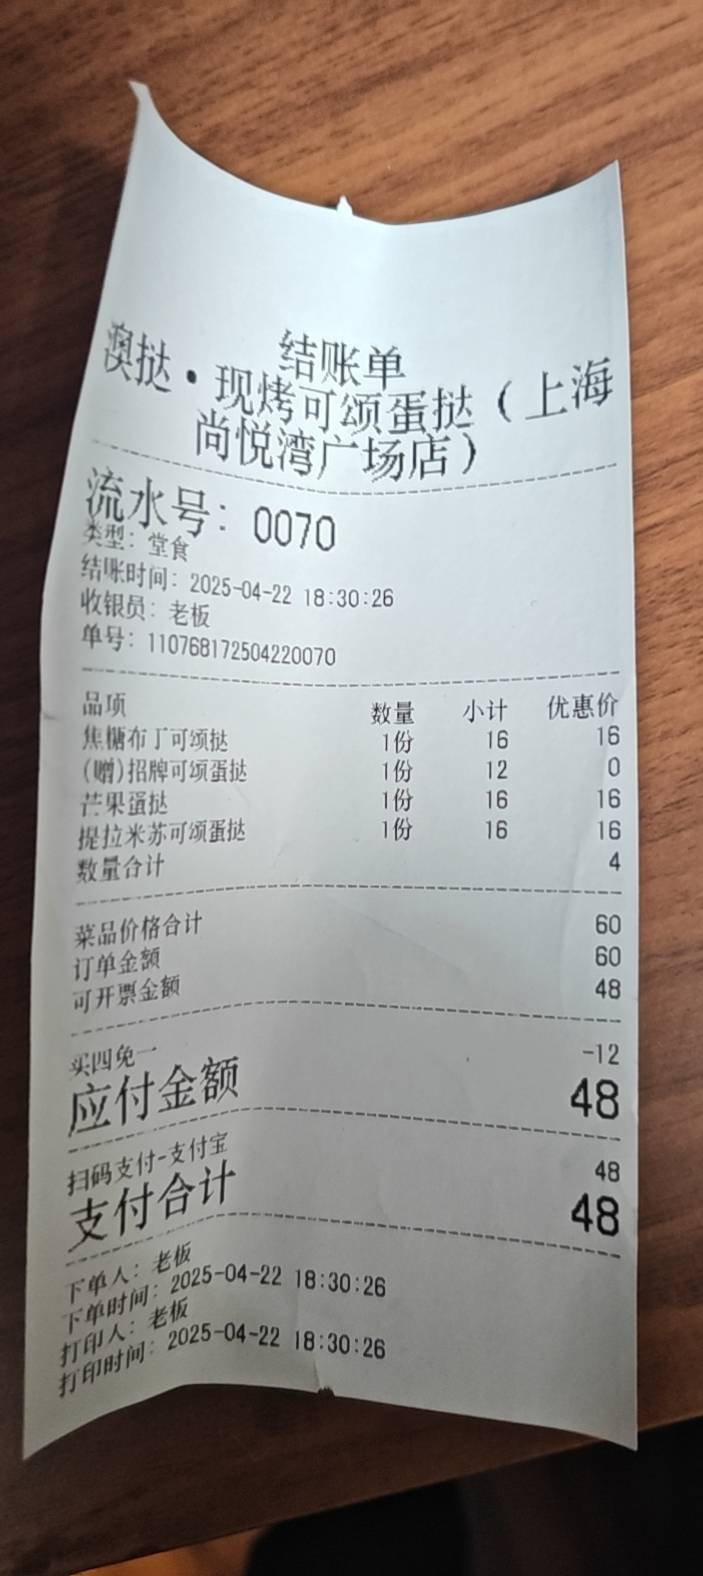 结账单
澳挞·现烤可颂蛋挞（上海
尚悦湾广场店）
流水号：0070
类型：堂食
结账时间：2025-04-22 18:30:26
收银员：老板
单号：110768172504220070
品项 数量 小计 优惠价
焦糖布丁可颂挞 1份 16 16
(赠)招牌可颂蛋挞 1份 12 0
芒果蛋挞 1份 16 16
提拉米苏可颂蛋挞 1份 16 16
数量合计 4
菜品价格合计 60
订单金额 60
可开票金额 48
买四免一 -12
应付金额 48
扫码支付-支付宝 48
支付合计 48
下单人：老板
下单时间：2025-04-22 18:30:26
打印人：老板
打印时间：2025-04-22 18:30:26